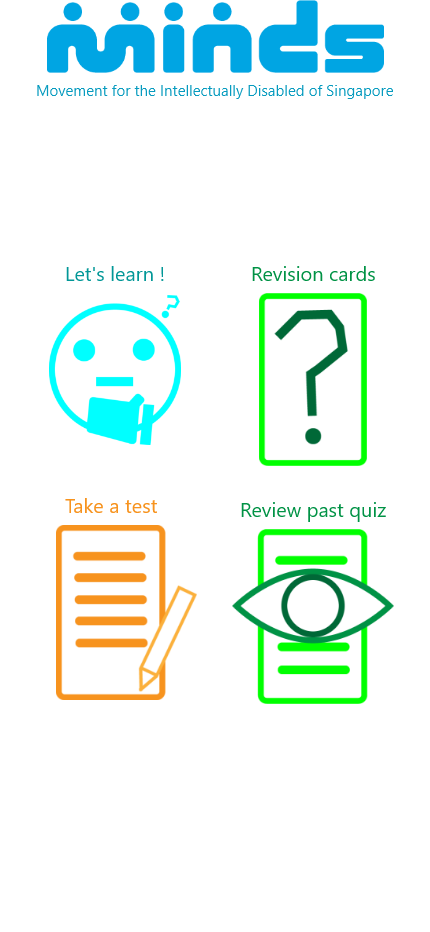 minds
Movement for the Intellectually Disabled of Singapore
Let's learn !
Revision cards
?
?
Take a test
Review past quiz